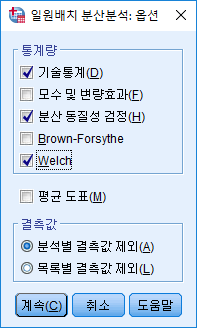 일원배치 분산분석: 옵션
통계량
기술통계(D)
모수 및 변량효과(F)
분산 동질성 검정(H)
Brown-Forsythe
Welch
평균 도표(M)
결측값
분석별 결측값 제외(A)
목록별 결측값 제외(L)
계속(C) 취소 도움말